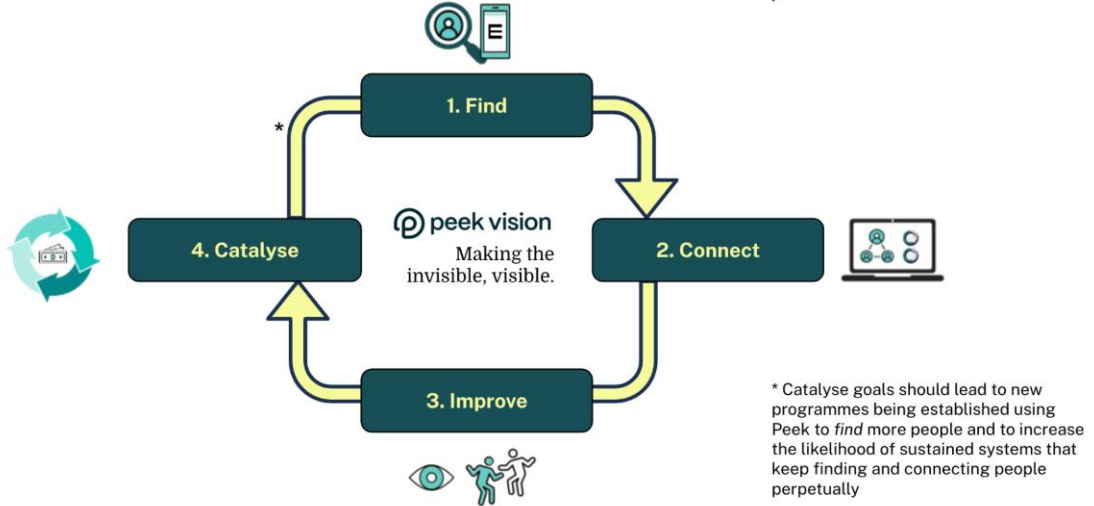 E
1. Find
*
4. Catalyse
peek vision
Making the
invisible, visible.
2. Connect
3. Improve
* Catalyse goals should lead to new
programmes being established using
Peek to find more people and to increase
the likelihood of sustained systems that
keep finding and connecting people
perpetually